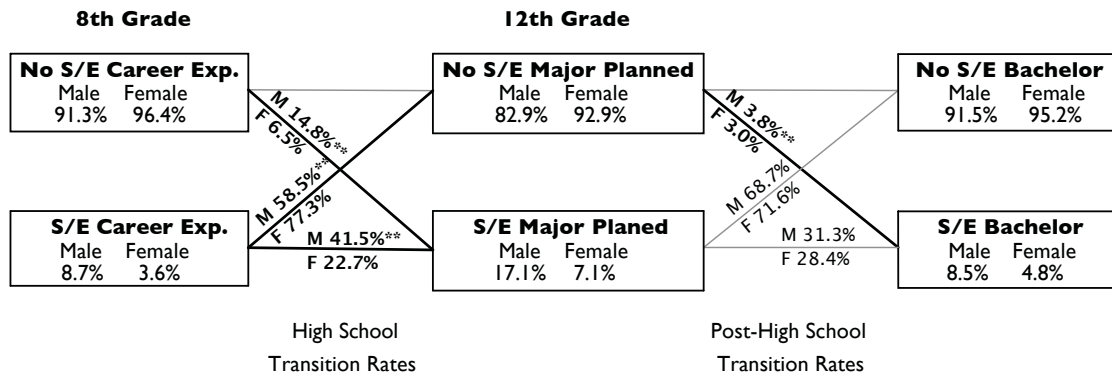 8th Grade
12th Grade
No S/E Career Exp.
Male Female
91.3% 96.4%
No S/E Major Planned
Male Female
82.9% 92.9%
No S/E Bachelor
Male Female
91.5% 95.2%
M 14.8%**
F 6.5%
M 58.5%**
F 77.3%
M 3.8%**
F 3.0%
M 68.7%
F 71.6%
S/E Career Exp.
Male Female
8.7% 3.6%
M 41.5%**
F 22.7%
S/E Major Planed
Male Female
17.1% 7.1%
M 31.3%
F 28.4%
S/E Bachelor
Male Female
8.5% 4.8%
High School
Transition Rates
Post-High School
Transition Rates